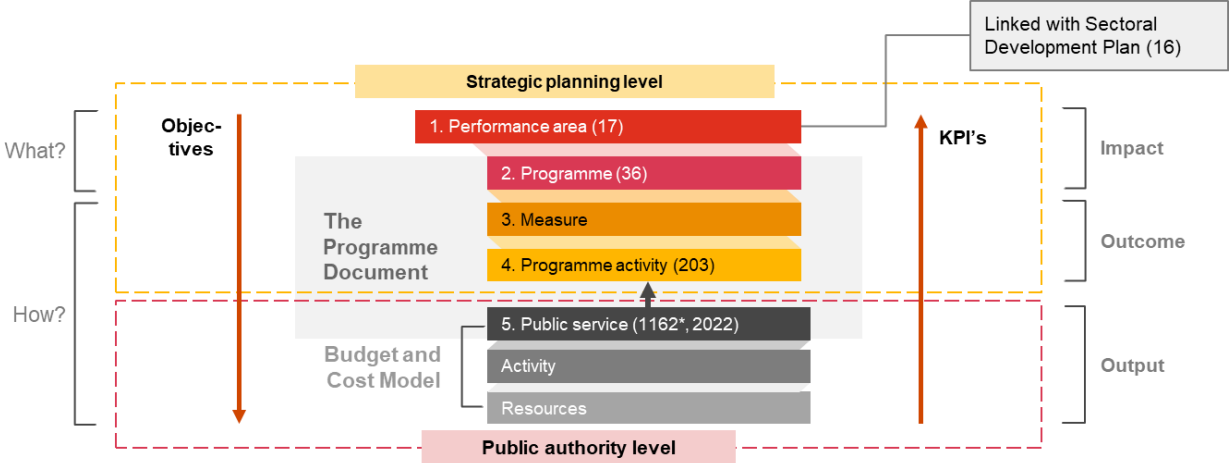 Linked with Sectoral
Development Plan (16)
Strategic planning level
What?
Objec-
tives
1. Performance area (17)
KPI's
Impact
2. Programme (36)
The
Programme
Document
3. Measure
Outcome
4. Programme activity (203)
How?
5. Public service (1162*, 2022)
Budget and
Cost Model
Activity
Output
Resources
Public authority level